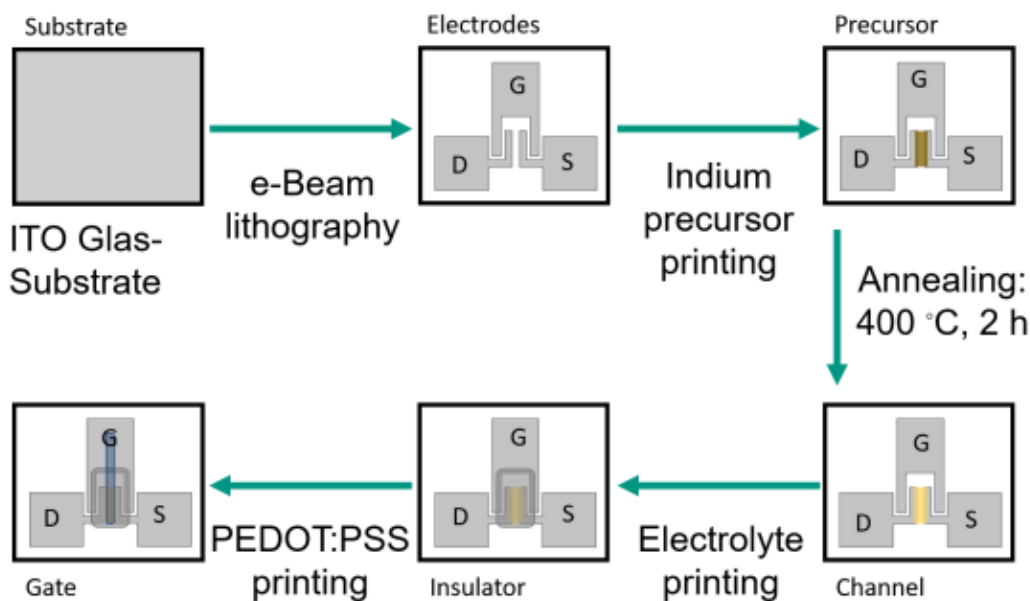 Substrate
Electrodes
Precursor
G
D
S
G
D
S
e-Beam
lithography
Indium
precursor
printing
ITO Glas-
Substrate
Annealing:
400 °C, 2 h
G
D
S
G
D
S
G
D
S
PEDOT:PSS
printing
Electrolyte
printing
Gate
Insulator
Channel